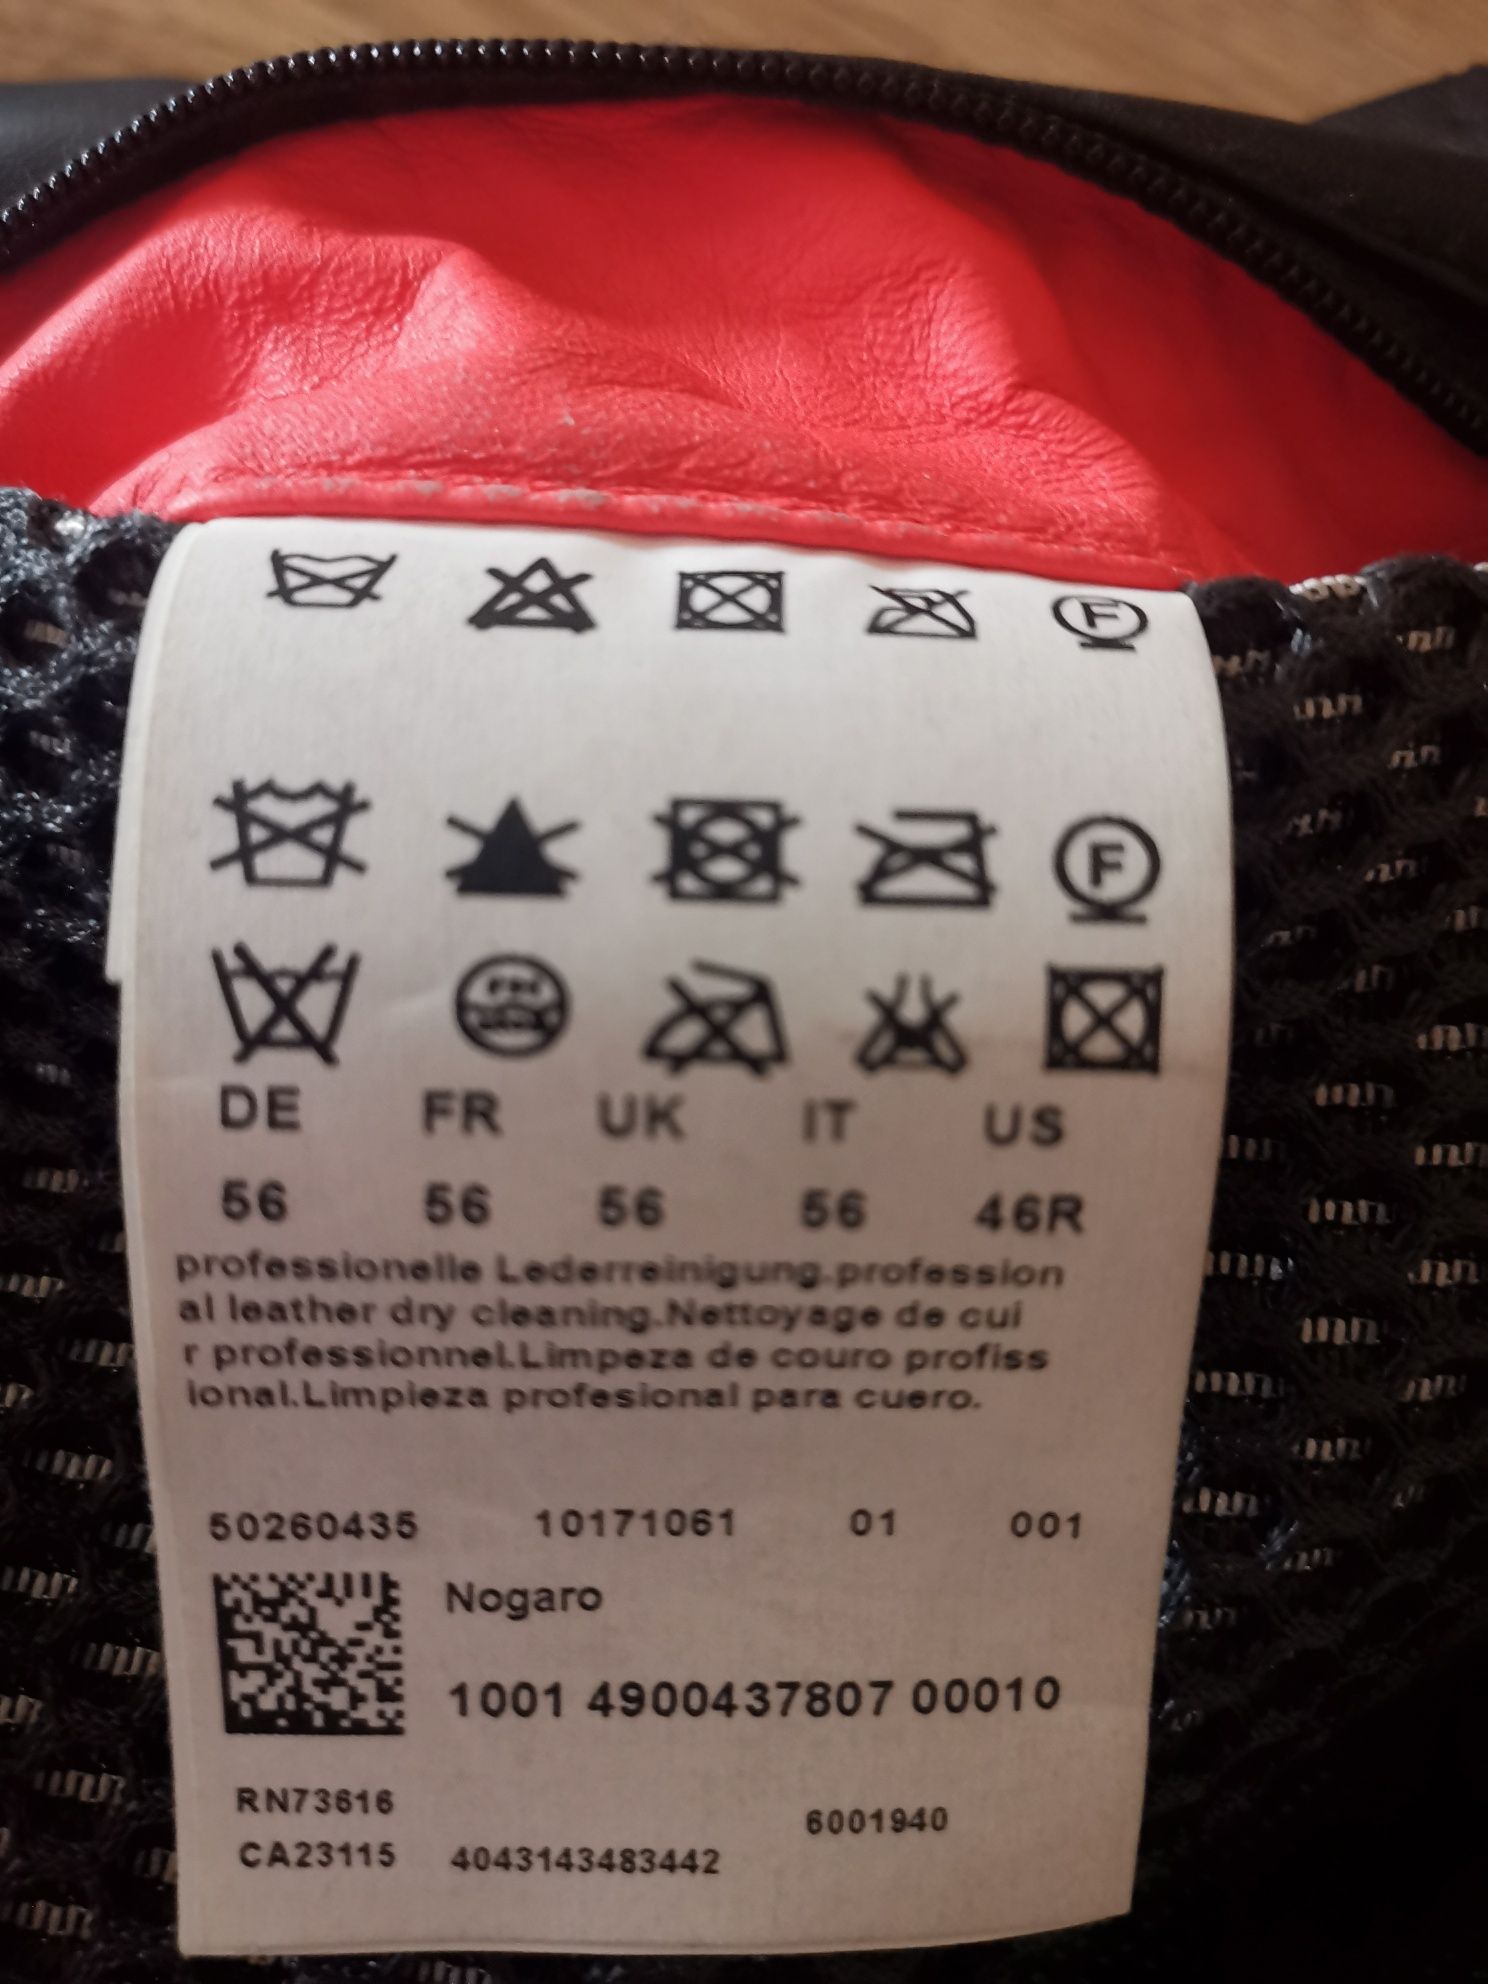 F
F
DE FR UK IT US
56 56 56 56 46R
professionelle Lederreinigung.profession
al leather dry cleaning.Nettoyage de cui
r professionnel.Limpeza de couro profiss
ional.Limpieza profesional para cuero.
50260435 10171061 01 001
Nogaro
1001 4900437807 00010
RN73616
6001940
CA23115 4043143483442